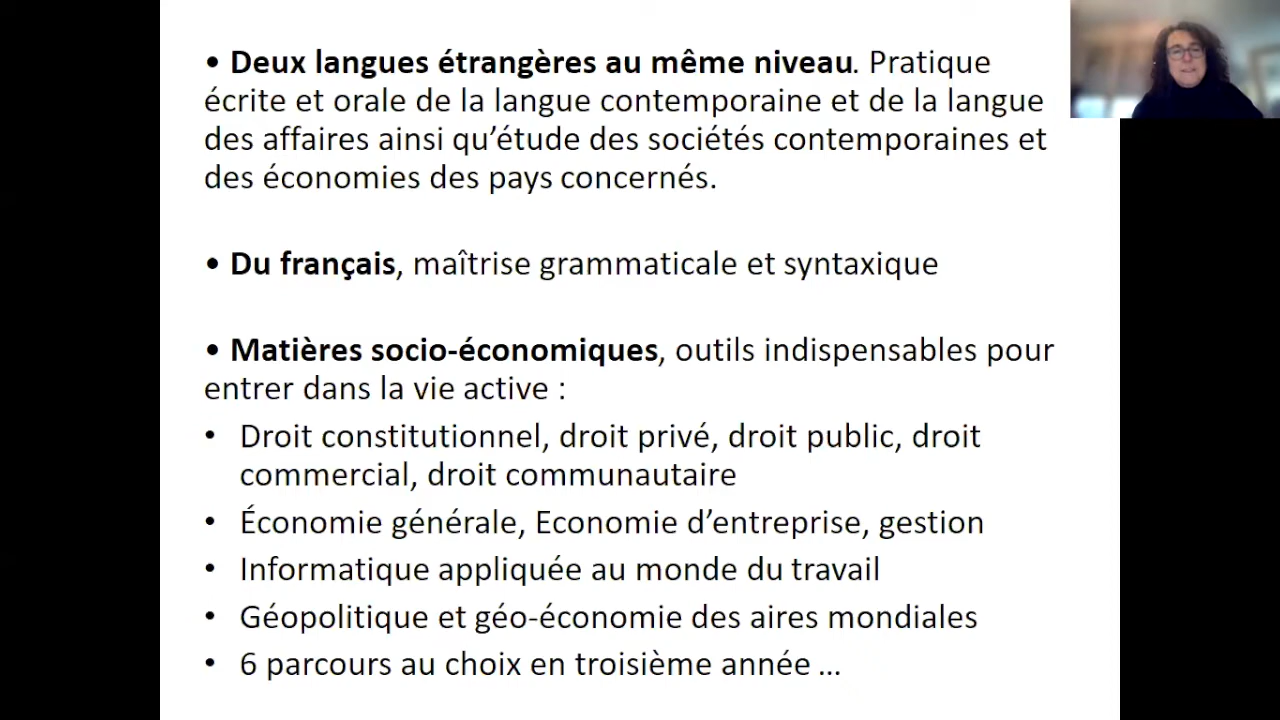 • Deux langues étrangères au même niveau. Pratique
écrite et orale de la langue contemporaine et de la langue
des affaires ainsi qu’étude des sociétés contemporaines et
des économies des pays concernés.
• Du français, maîtrise grammaticale et syntaxique
• Matières socio-économiques, outils indispensables pour
entrer dans la vie active :
• Droit constitutionnel, droit privé, droit public, droit
commercial, droit communautaire
• Économie générale, Economie d’entreprise, gestion
• Informatique appliquée au monde du travail
• Géopolitique et géo-économie des aires mondiales
• 6 parcours au choix en troisième année …